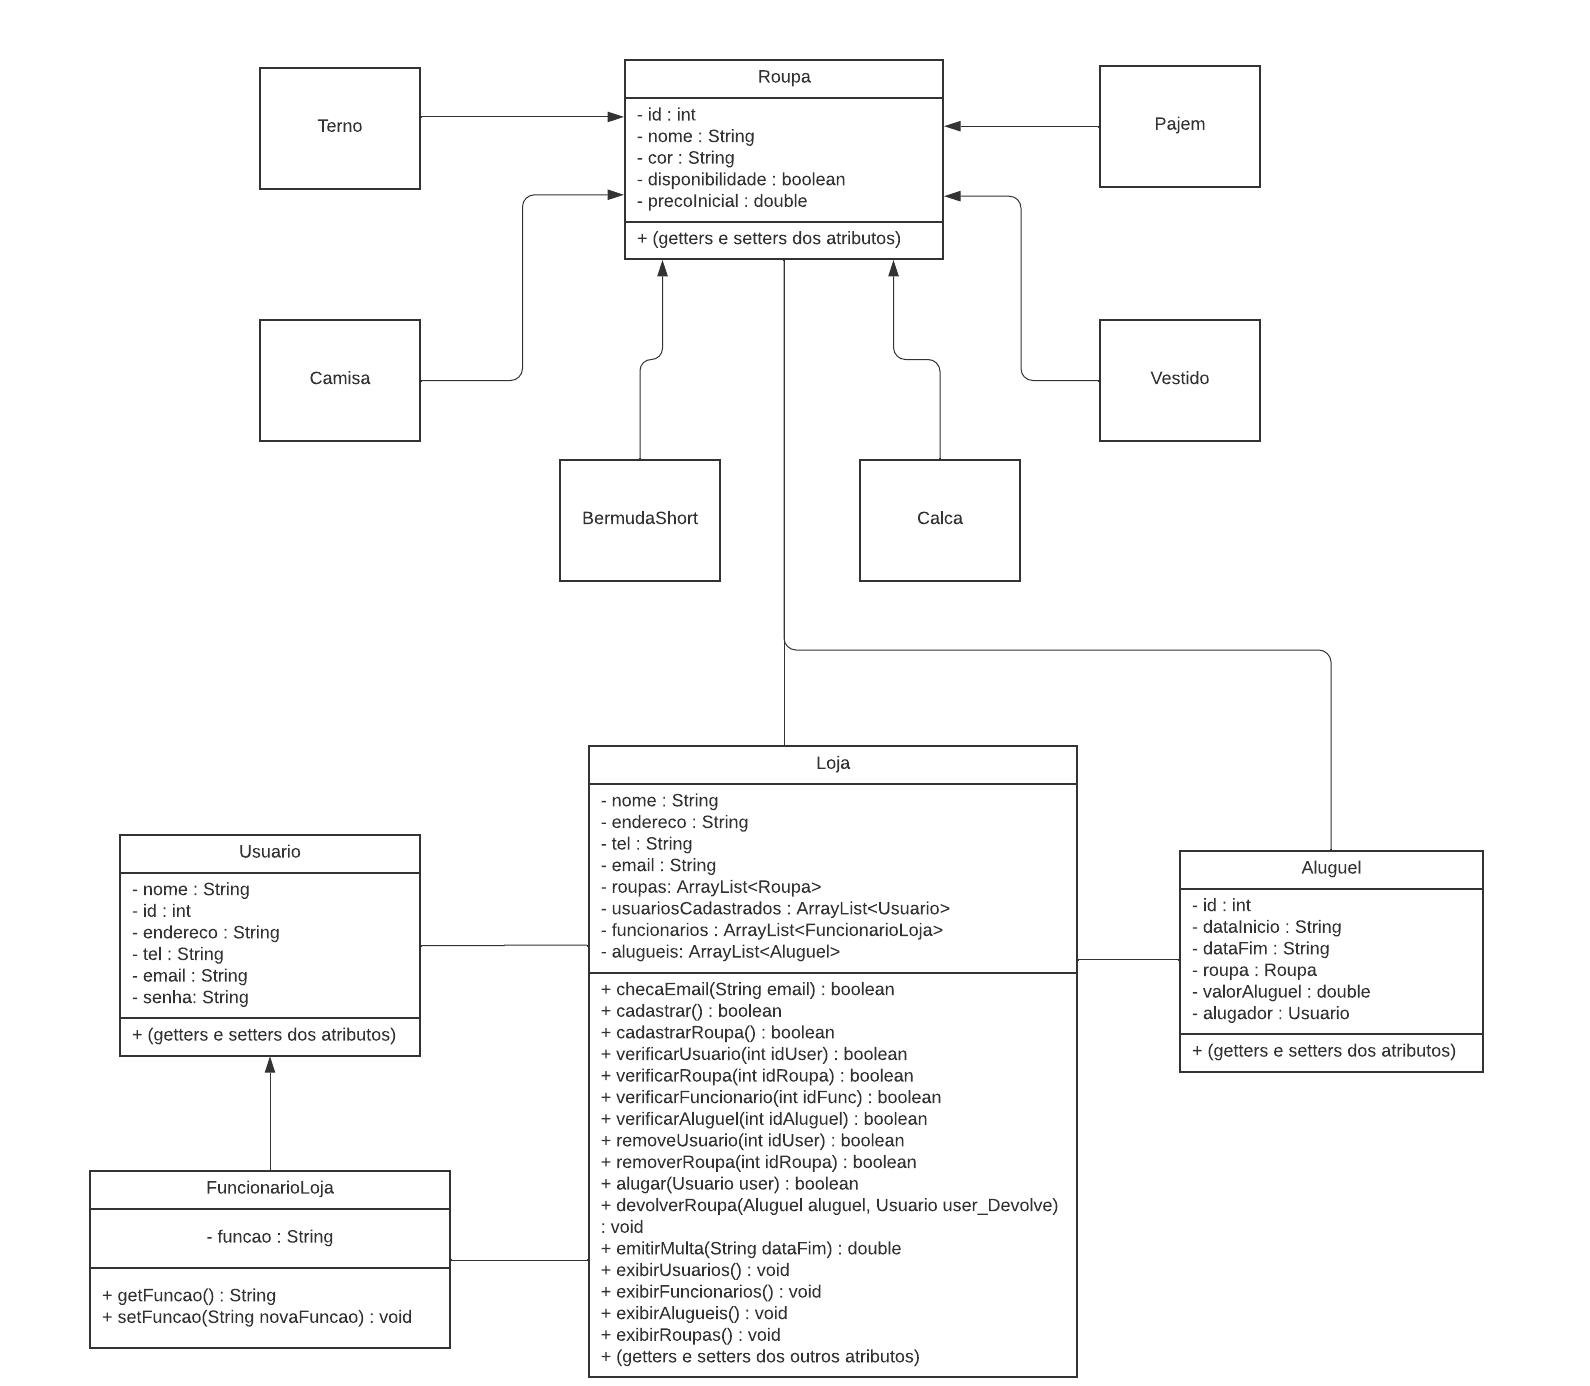 Terno
Roupa
- id : int
- nome : String
- cor : String
- disponibilidade : boolean
- precoInicial : double
+ (getters e setters dos atributos)
Pajem
Camisa
Vestido
BermudaShort
Calca
Loja
- nome : String
- endereco : String
- tel : String
- email : String
- roupas: ArrayList<Roupa>
- usuariosCadastrados : ArrayList<Usuario>
- funcionarios : ArrayList<FuncionarioLoja>
- alugueis: ArrayList<Aluguel>
+ checaEmail(String email) : boolean
+ cadastrar() : boolean
+ cadastrarRoupa() : boolean
+ verificarUsuario(int idUser) : boolean
+ verificarRoupa(int idRoupa) : boolean
+ verificarFuncionario(int idFunc) : boolean
+ verificarAluguel(int idAluguel) : boolean
+ removeUsuario(int idUser) : boolean
+ removerRoupa(int idRoupa) : boolean
+ alugar(Usuario user) : boolean
+ devolverRoupa(Aluguel aluguel, Usuario user_Devolve)
: void
+ emitirMulta(String dataFim) : double
+ exibirUsuarios() : void
+ exibirFuncionarios() : void
+ exibirAlugueis() : void
+ exibirRoupas() : void
+ (getters e setters dos outros atributos)
Usuario
- nome : String
- id : int
- endereco : String
- tel : String
- email : String
- senha: String
+ (getters e setters dos atributos)
Aluguel
- id : int
- dataInicio : String
- dataFim : String
- roupa : Roupa
- valorAluguel : double
- alugador : Usuario
+ (getters e setters dos atributos)
FuncionarioLoja
- funcao : String
+ getFuncao() : String
+ setFuncao(String novaFuncao) : void